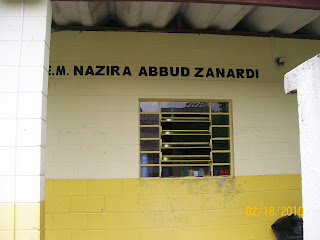 E.M. NAZIRA ABBUD ZANARDI
02/18/2010